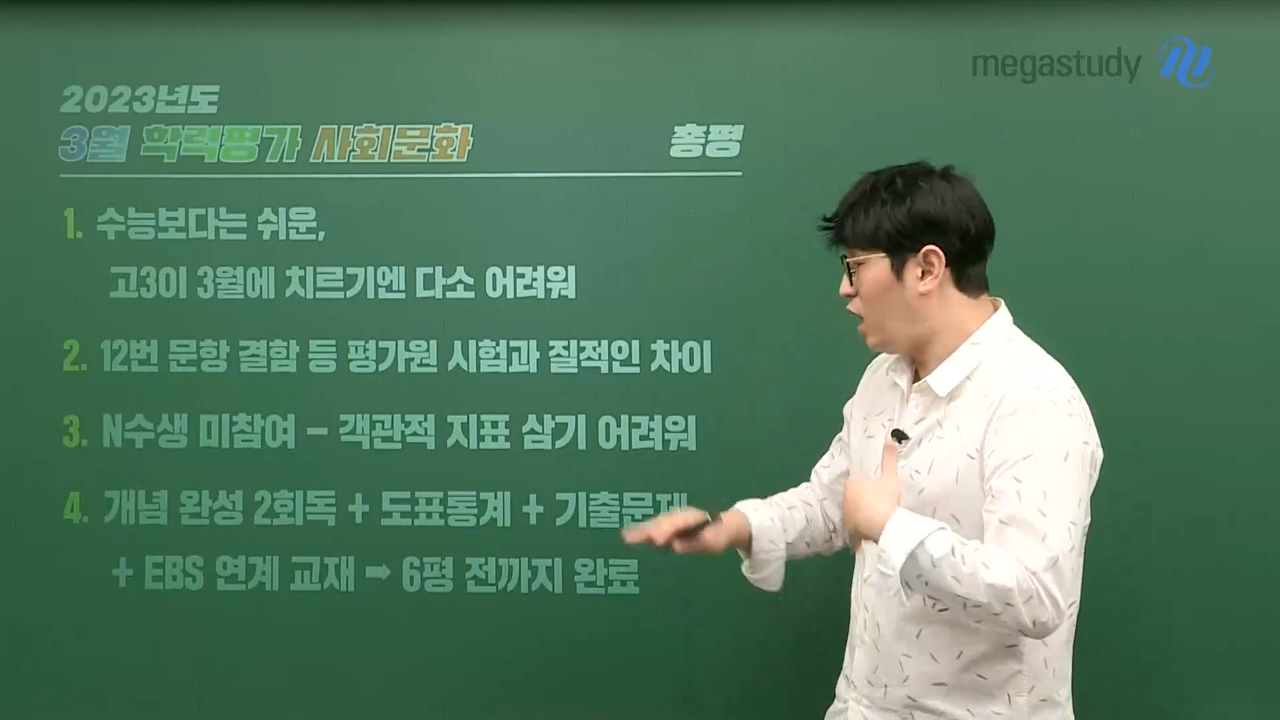 megastudy
2023년도
3월 학력평가 사회문화 총평
1. 수능보다는 쉬운,
고3이 3월에 치르기엔 다소 어려워
2. 12번 문항 결함 등 평가원 시험과 질적인 차이
3. N수생 미참여 - 객관적 지표 삼기 어려워
4. 개념 완성 2회독 + 도표통계 + 기출문제
+ EBS 연계 교재 ➡ 6평 전까지 완료